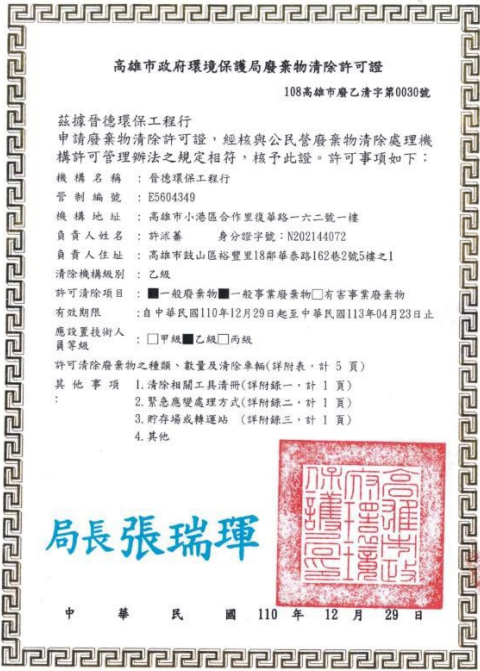 高雄市政府環境保護局廢棄物清除許可證
108高雄市廢乙清字第0030號
茲據晉德環保工程行
申請廢棄物清除許可證,經核與公民營廢棄物清除處理機
構許可管理辦法之規定相符,核予此證。許可事項如下:
機構名稱:晉德環保工程行
管制編號:E5604349
機構地址:高雄市小港區合作里復華路一六二號一樓
負責人姓名:許沭蓁 身分證字號:N202144072
負責人住址:高雄市鼓山區裕豐里18鄰華泰路162巷2號5樓之1
清除機構級別:乙級
許可清除項目:■一般廢棄物■一般事業廢棄物□有害事業廢棄物
有效期限:自中華民國110年12月29日起至中華民國113年04月23日止
應設置技術人
員等級:□甲級■乙級□丙級
許可清除廢棄物之種類、數量及清除車輛(詳附表,計 5 頁)
其他事項:
1.清除相關工具清冊(詳附錄一,計 1 頁)
2.緊急應變處理方式(詳附錄二,計 1 頁)
3.貯存場或轉運站 (詳附錄三,計 1 頁)
4.其他
局長張瑞琿
高雄市政府環境保護局印
中華民國 110 年 12 月 29 日